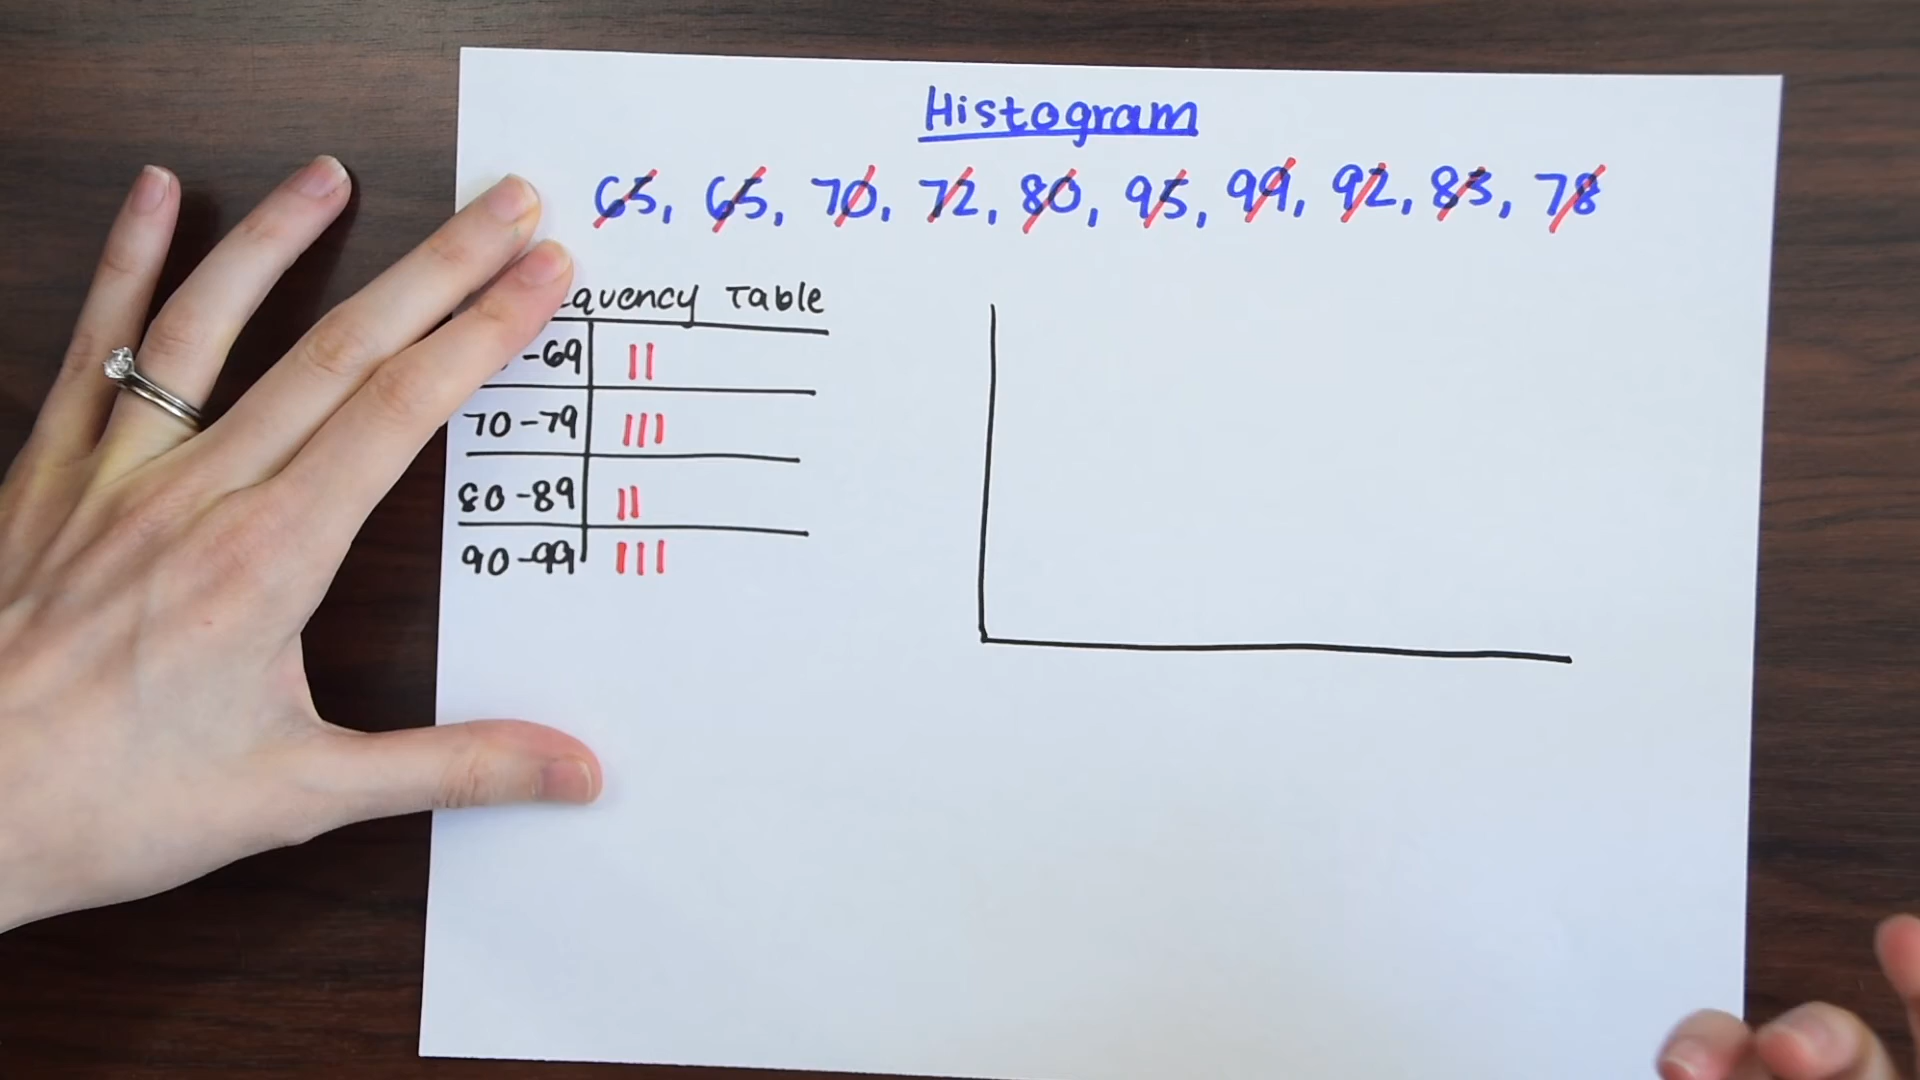 Histogram
65, 65, 70, 72, 80, 95, 99, 92, 83, 78
equency Table
-69 ||
70-79 |||
80-89 ||
90-99 |||